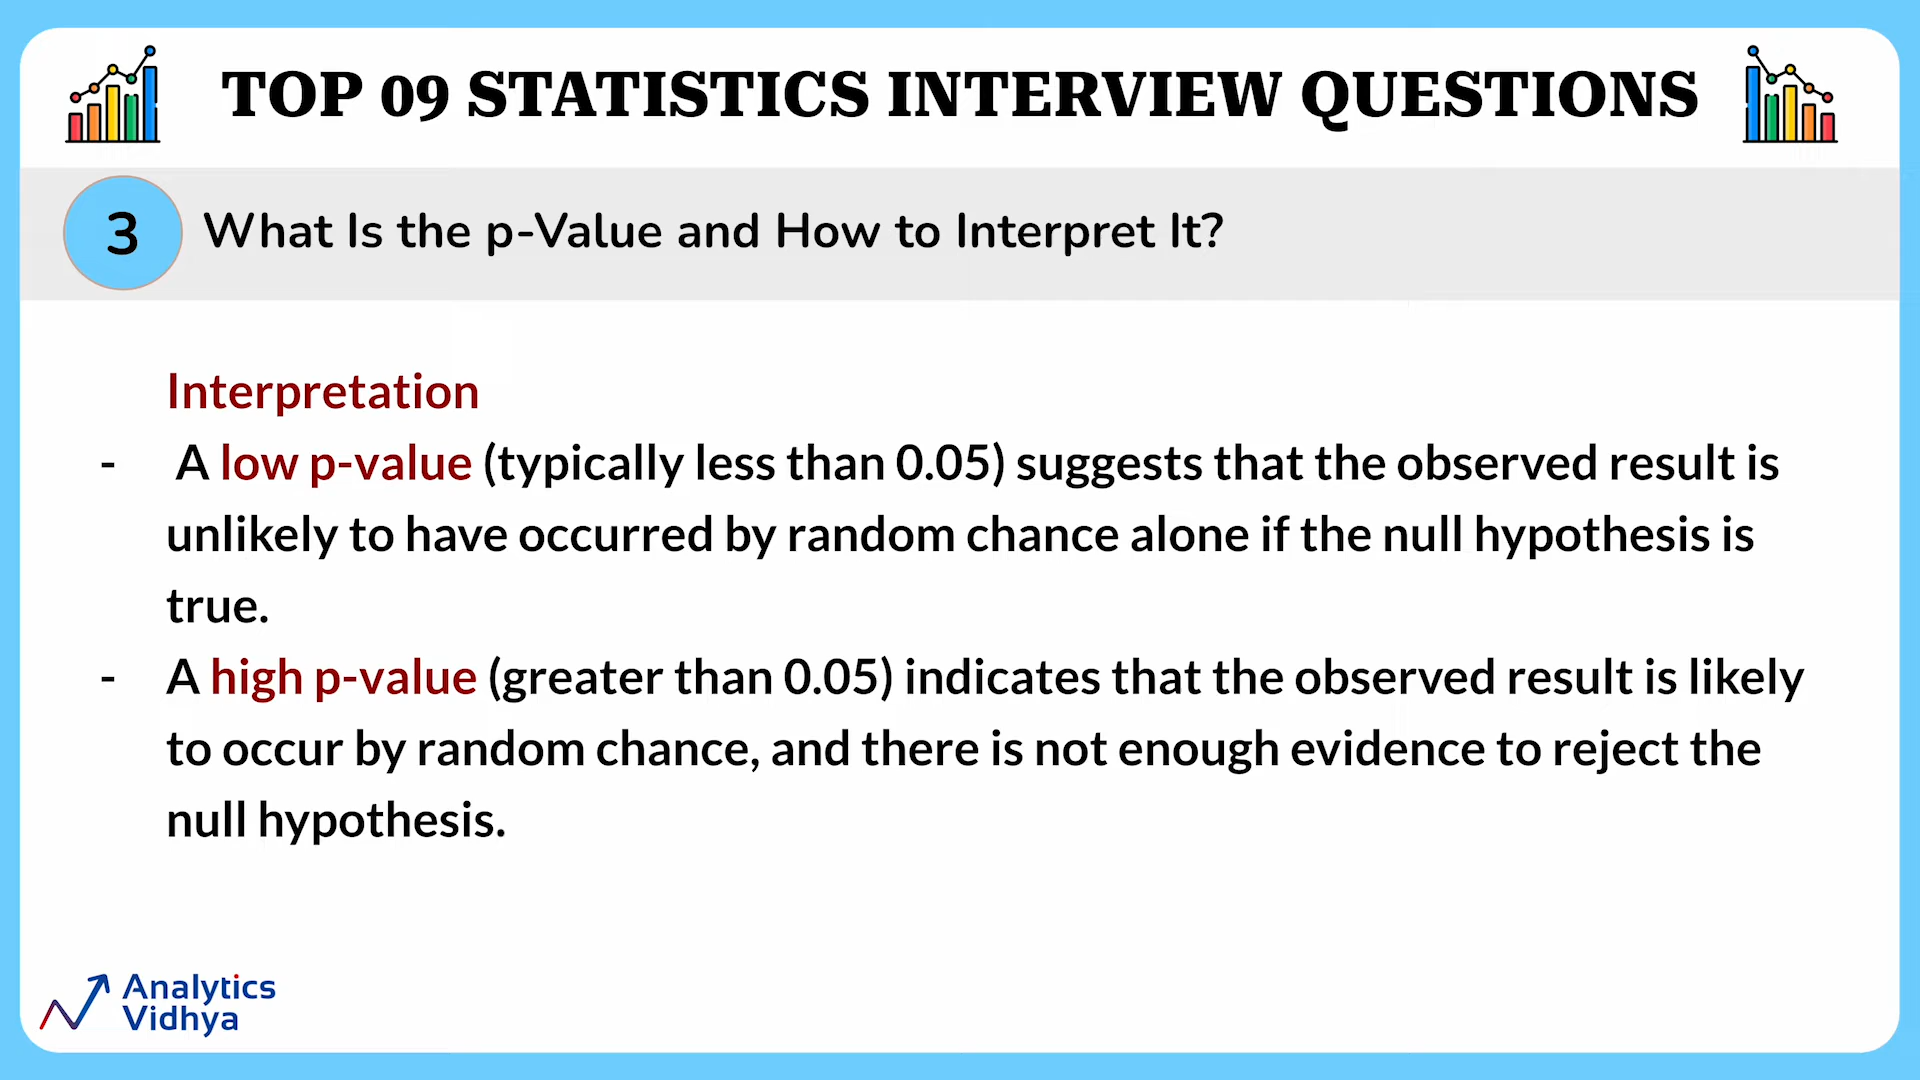 TOP 09 STATISTICS INTERVIEW QUESTIONS
3 What Is the p-Value and How to Interpret It?
Interpretation
- A low p-value (typically less than 0.05) suggests that the observed result is
unlikely to have occurred by random chance alone if the null hypothesis is
true.
- A high p-value (greater than 0.05) indicates that the observed result is likely
to occur by random chance, and there is not enough evidence to reject the
null hypothesis.
Analytics
Vidhya